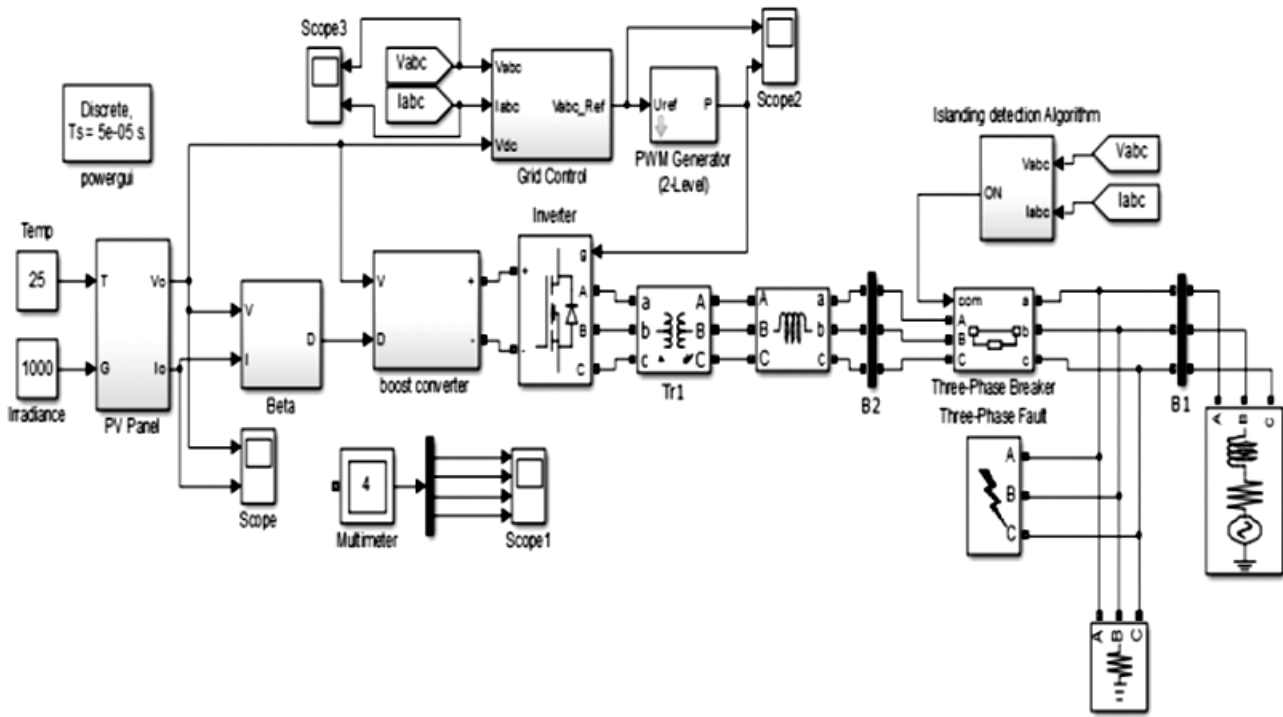 Scope3
Vabc
Iabc
Vabc
Iabc
Vdc
Vabc_Ref
Grid Control
Uref
P
PWM Generator
(2-Level)
Scope2
Discrete,
Ts = 5e-05 s.
powergui
Islanding detection Algorithm
ON
Vabc
Iabc
Vabc
Iabc
Temp
25
1000
Irradiance
T
G
Vo
Io
PV Panel
V
I
D
Beta
V
D
+
-
boost converter
Inverter
+
-
g
A
B
C
a
b
c
A
B
C
Tr1
A
B
C
a
b
c
B2
com
A
B
C
a
b
c
Three-Phase Breaker
B1
Three-Phase Fault
A
B
C
A
B
C
A
B
C
Scope
4
Multimeter
Scope1